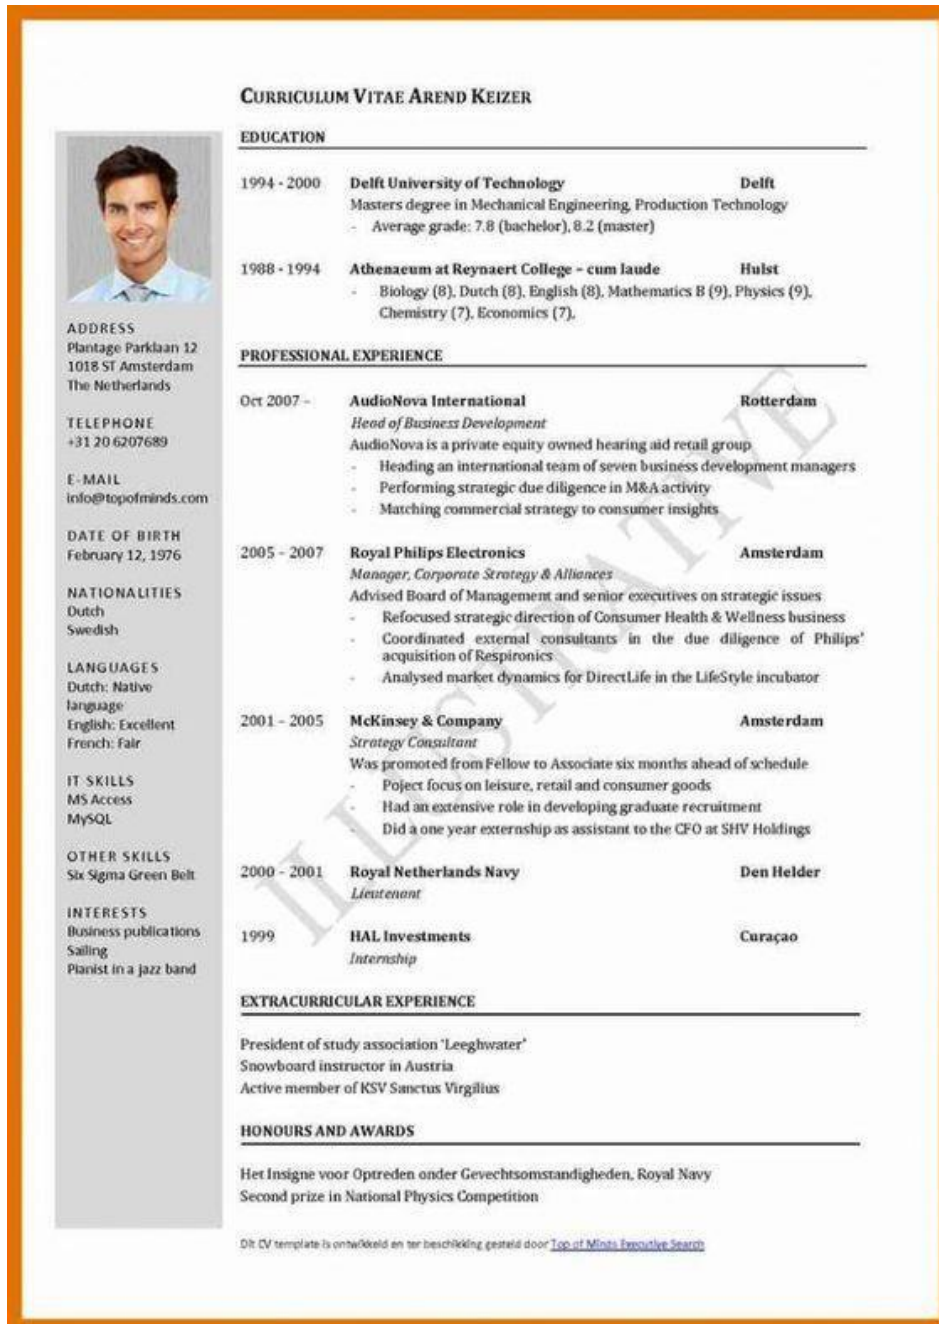 CURRICULUM VITAE AREND KEIZER
ADDRESS
Plantage Parklaan 12
1018 ST Amsterdam
The Netherlands
TELEPHONE
+31 20 6207689
E-MAIL
info@topofminds.com
DATE OF BIRTH
February 12, 1976
NATIONALITIES
Dutch
Swedish
LANGUAGES
Dutch: Native
language
English: Excellent
French: Fair
IT SKILLS
MS Access
MySQL
OTHER SKILLS
Six Sigma Green Belt
INTERESTS
Business publications
Sailing
Pianist in a jazz band
EDUCATION
1994 - 2000 Delft University of Technology Delft
Masters degree in Mechanical Engineering, Production Technology
- Average grade: 7.8 (bachelor), 8.2 (master)
1988 - 1994 Athenaeum at Reynaert College – cum laude Hulst
- Biology (8), Dutch (8), English (8), Mathematics B (9), Physics (9),
Chemistry (7), Economics (7),
PROFESSIONAL EXPERIENCE
Oct 2007 – AudioNova International Rotterdam
Head of Business Development
AudioNova is a private equity owned hearing aid retail group
- Heading an international team of seven business development managers
- Performing strategic due diligence in M&A activity
- Matching commercial strategy to consumer insights
2005 – 2007 Royal Philips Electronics Amsterdam
Manager, Corporate Strategy & Alliances
Advised Board of Management and senior executives on strategic issues
- Refocused strategic direction of Consumer Health & Wellness business
- Coordinated external consultants in the due diligence of Philips'
acquisition of Respironics
- Analysed market dynamics for DirectLife in the LifeStyle incubator
2001 – 2005 McKinsey & Company Amsterdam
Strategy Consultant
Was promoted from Fellow to Associate six months ahead of schedule
- Poject focus on leisure, retail and consumer goods
- Had an extensive role in developing graduate recruitment
- Did a one year externship as assistant to the CFO at SHV Holdings
2000 – 2001 Royal Netherlands Navy Den Helder
Lieutenant
1999 HAL Investments Curaçao
Internship
EXTRACURRICULAR EXPERIENCE
President of study association 'Leeghwater'
Snowboard instructor in Austria
Active member of KSV Sanctus Virgilius
HONOURS AND AWARDS
Het Insigne voor Optreden onder Gevechtsomstandigheden, Royal Navy
Second prize in National Physics Competition
Dit CV template is ontwikkeld en ter beschikking gesteld door Top of Minds Executive Search
ILLUSTRATIVE